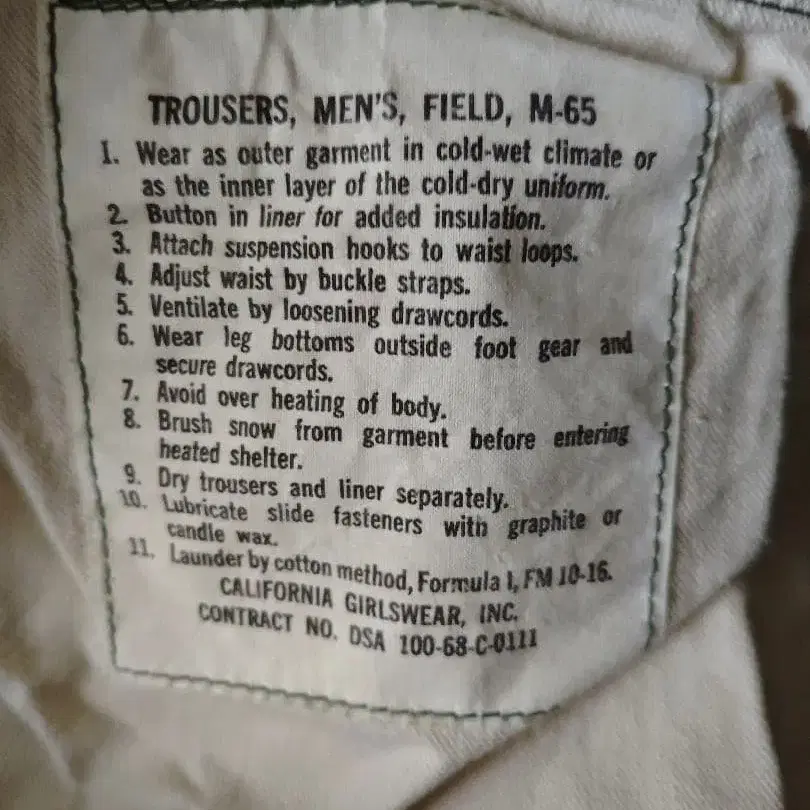 TROUSERS, MEN'S, FIELD, M-65
1. Wear as outer garment in cold-wet climate or
as the inner layer of the cold-dry uniform.
2. Button in liner for added insulation.
3. Attach suspension hooks to waist loops.
4. Adjust waist by buckle straps.
5. Ventilate by loosening drawcords.
6. Wear leg bottoms outside foot gear and
secure drawcords.
7. Avoid over heating of body.
8. Brush snow from garment before entering
heated shelter.
9. Dry trousers and liner separately.
10. Lubricate slide fasteners with graphite or
candle wax.
11. Launder by cotton method, Formula I, FM 10-16.
CALIFORNIA GIRLSWEAR, INC.
CONTRACT NO. DSA 100-68-C-0111